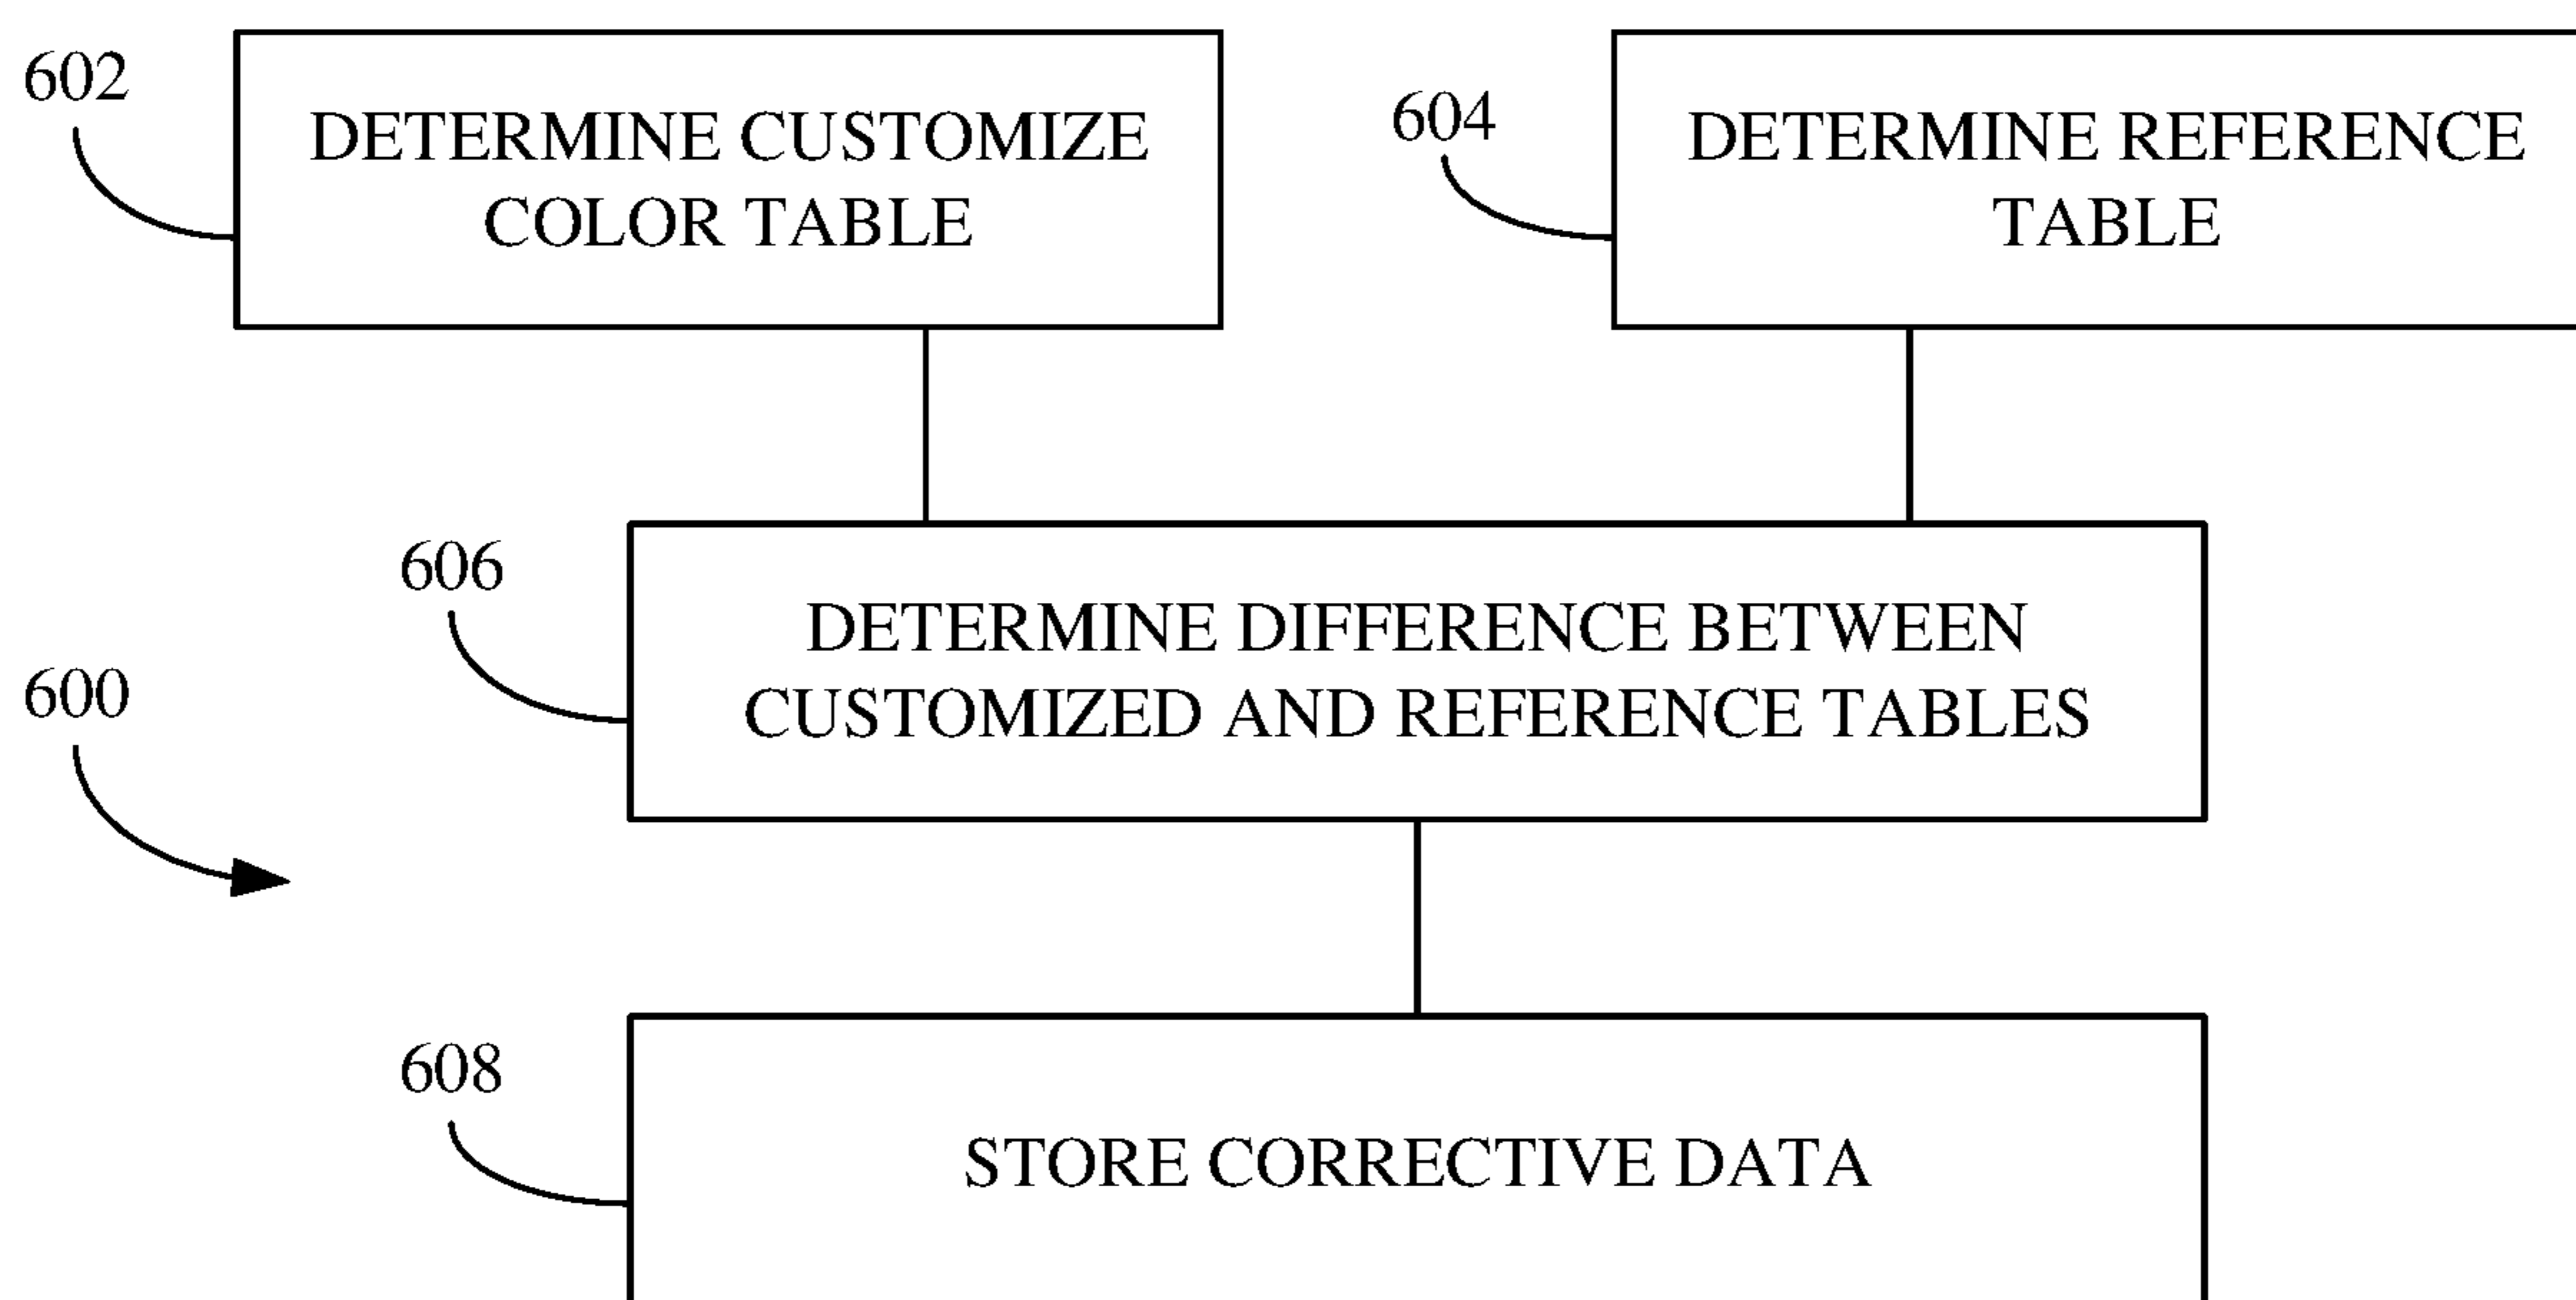 602
DETERMINE CUSTOMIZE
COLOR TABLE
604
DETERMINE REFERENCE
TABLE
606
DETERMINE DIFFERENCE BETWEEN
CUSTOMIZED AND REFERENCE TABLES
600
608
STORE CORRECTIVE DATA